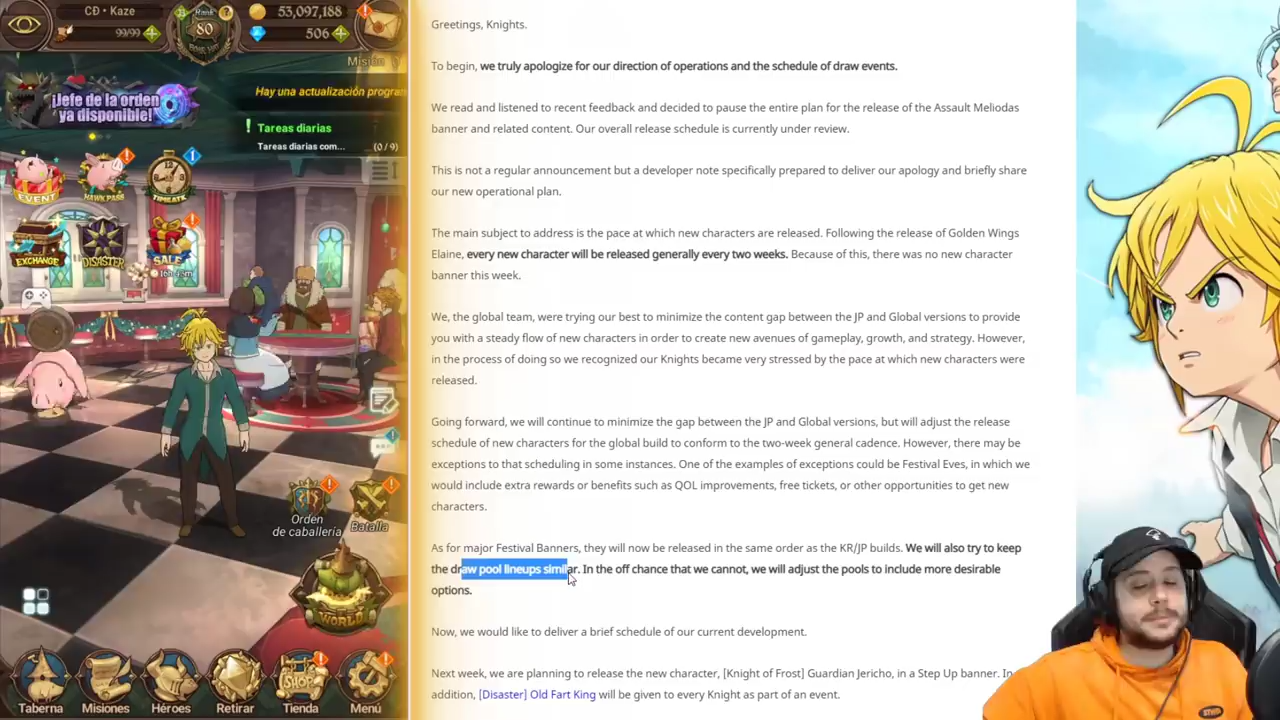 CĐ • Kaze
99/99
Rank
80
53,097,188
506
Misión
¡Jefe de la orden
ya disponible!
Hay una actualización progra
Tareas diarias
Tareas diarias com... (0/9)
EVENT
HAWK PASS
EXCHANGE
DISASTER
SALE
Orden
de caballería
Batalla
WORLD
SHOP
Taberna
Misiones
Héroes
Retirar
Tienda
Menú
Greetings, Knights.
To begin, we truly apologize for our direction of operations and the schedule of draw events.
We read and listened to recent feedback and decided to pause the entire plan for the release of the Assault Meliodas
banner and related content. Our overall release schedule is currently under review.
This is not a regular announcement but a developer note specifically prepared to deliver our apology and briefly share
our new operational plan.
The main subject to address is the pace at which new characters are released. Following the release of Golden Wings
Elaine, every new character will be released generally every two weeks. Because of this, there was no new character
banner this week.
We, the global team, were trying our best to minimize the content gap between the JP and Global versions to provide
you with a steady flow of new characters in order to create new avenues of gameplay, growth, and strategy. However,
in the process of doing so we recognized our Knights became very stressed by the pace at which new characters were
released.
Going forward, we will continue to minimize the gap between the JP and Global versions, but will adjust the release
schedule of new characters for the global build to conform to the two-week general cadence. However, there may be
exceptions to that scheduling in some instances. One of the examples of exceptions could be Festival Eves, in which we
would include extra rewards or benefits such as QOL improvements, free tickets, or other opportunities to get new
characters.
As for major Festival Banners, they will now be released in the same order as the KR/JP builds. We will also try to keep
the draw pool lineups similar. In the off chance that we cannot, we will adjust the pools to include more desirable
options.
Now, we would like to deliver a brief schedule of our current development.
Next week, we are planning to release the new character, [Knight of Frost] Guardian Jericho, in a Step Up banner. In
addition, [Disaster] Old Fart King will be given to every Knight as part of an event.